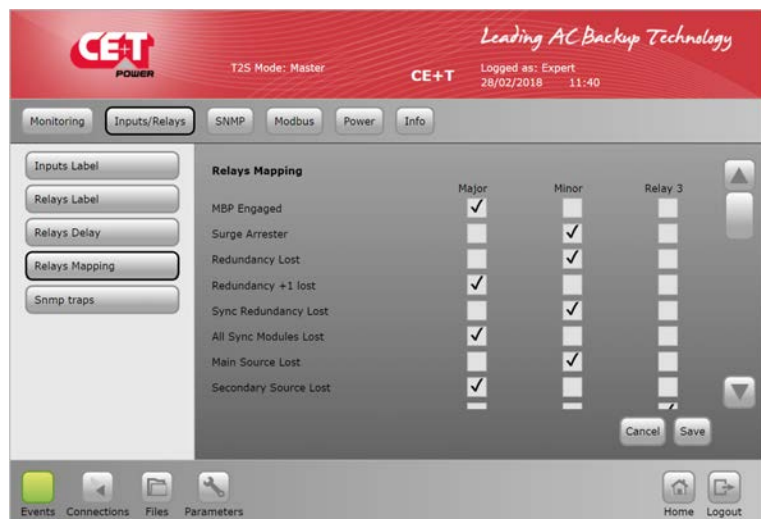 CE+T
POWER
Leading AC Backup Technology
T2S Mode: Master
CE+T
Logged as: Expert
28/02/2018 11:40
Monitoring Inputs/Relays SNMP Modbus Power Info
Inputs Label
Relays Label
Relays Delay
Relays Mapping
Snmp traps
Relays Mapping
Major Minor Relay 3
MBP Engaged
Surge Arrester
Redundancy Lost
Redundancy +1 lost
Sync Redundancy Lost
All Sync Modules Lost
Main Source Lost
Secondary Source Lost
Cancel Save
Events Connections Files Parameters Home Logout